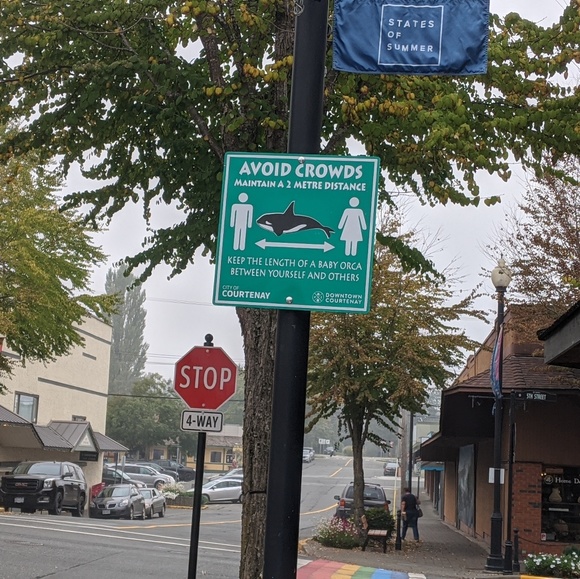 STATES
OF
SUMMER
AVOID CROWDS
MAINTAIN A 2 METRE DISTANCE
KEEP THE LENGTH OF A BABY ORCA
BETWEEN YOURSELF AND OTHERS
CITY OF
COURTENAY
DOWNTOWN
COURTENAY
STOP
4-WAY
5TH STREET